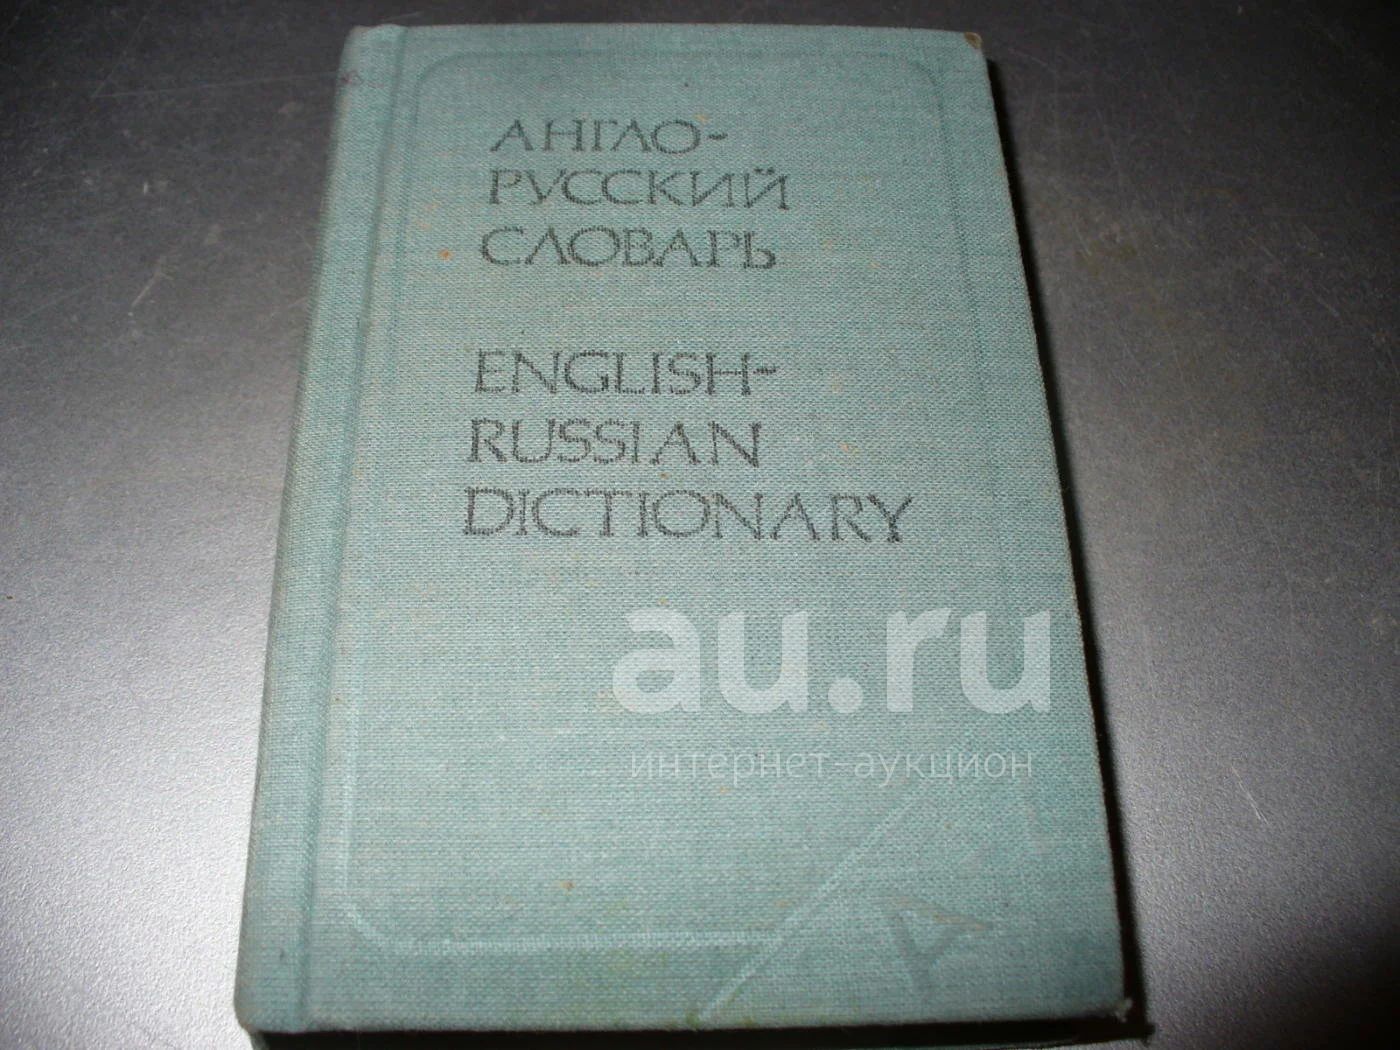 АНГЛО-
РУССКИЙ
СЛОВАРЬ
ENGLISH-
RUSSIAN
DICTIONARY
au.ru
интернет-аукцион
А